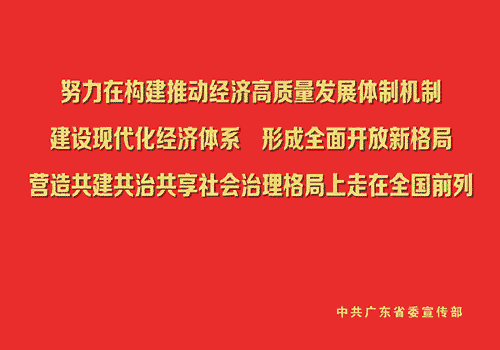 努力在构建推动经济高质量发展体制机制
建设现代化经济体系　形成全面开放新格局
营造共建共治共享社会治理格局上走在全国前列
中共广东省委宣传部